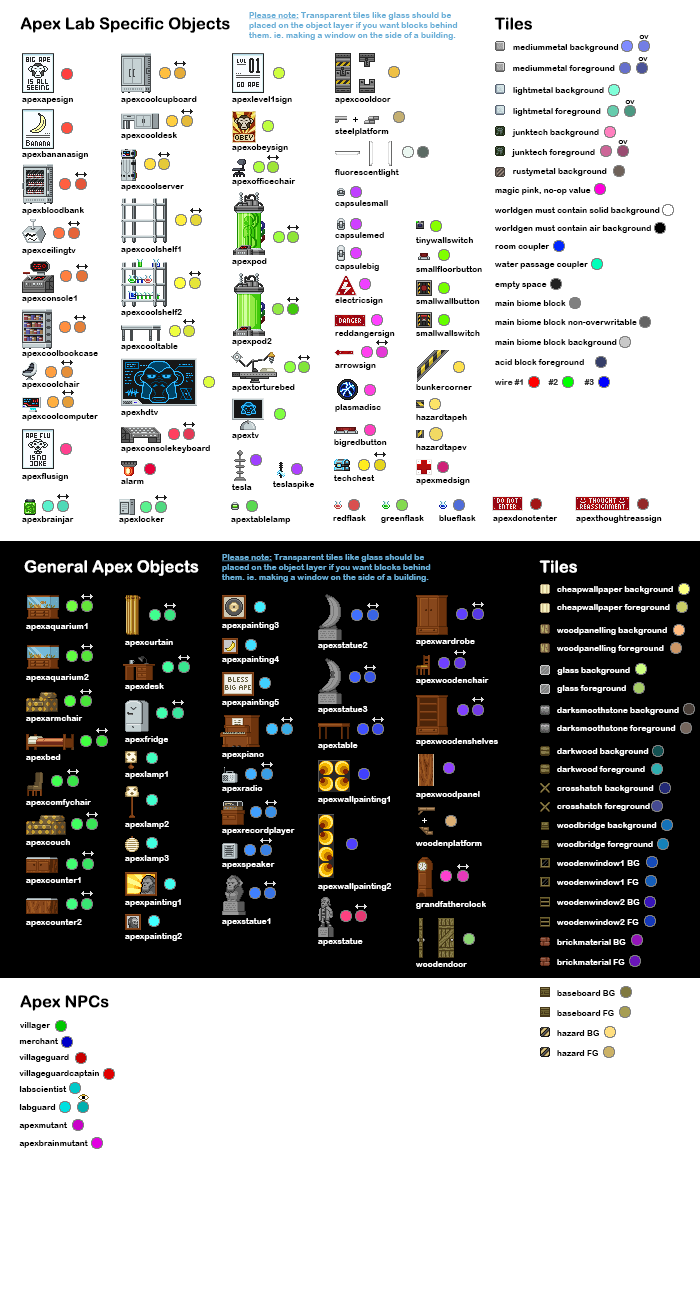 Apex Lab Specific Objects
Please note: Transparent tiles like glass should be
placed on the object layer if you want blocks behind
them. ie. making a window on the side of a building.
Tiles
BIG APE
IS ALL
SEEING
apexapesign
BANANA
apexbananasign
apexbloodbank
apexceilingtv
apexconsole1
apexcoolbookcase
apexcoolchair
apexcoolcomputer
APE FLU
IS NO
JOKE
apexflusign
apexbrainjar
apexcoolcupboard
apexcooldesk
apexcoolserver
apexcoolshelf1
apexcoolshelf2
apexcooltable
apexhdtv
apexconsolekeyboard
alarm
apexlocker
LVL 01
GO APE
apexlevel1sign
OBEY
apexobeysign
apexofficechair
apexpod
apexpod2
apextorturebed
apextv
tesla
teslaspike
apextablelamp
apexcooldoor
+
steelplatform
fluorescentlight
capsulesmall
capsulemed
capsulebig
electricsign
DANGER
reddangersign
arrowsign
plasmadisc
bigredbutton
techchest
redflask
greenflask
blueflask
tinywallswitch
smallfloorbutton
smallwallbutton
smallwallswitch
bunkercorner
hazardtapeh
hazardtapev
apexmedsign
DO NOT
ENTER
apexdonotenter
THOUGHT
REASSIGNMENT
apexthoughtreassign
mediummetal background
OV
mediummetal foreground
OV
lightmetal background
lightmetal foreground
OV
junktech background
junktech foreground
OV
rustymetal background
magic pink, no-op value
worldgen must contain solid background
worldgen must contain air background
room coupler
water passage coupler
empty space
main biome block
main biome block non-overwritable
main biome block background
acid block foreground
wire #1 #2 #3
General Apex Objects
Please note: Transparent tiles like glass should be
placed on the object layer if you want blocks behind
them. ie. making a window on the side of a building.
Tiles
apexaquarium1
apexaquarium2
apexarmchair
apexbed
apexcomfychair
apexcouch
apexcounter1
apexcounter2
apexcurtain
apexdesk
apexfridge
apexlamp1
apexlamp2
apexlamp3
apexpainting1
apexpainting2
apexpainting3
apexpainting4
BLESS
BIG APE
apexpainting5
apexpiano
apexradio
apexrecordplayer
apexspeaker
apexstatue1
apexstatue2
apexstatue3
apextable
apexwallpainting1
apexwallpainting2
apexstatue
apexwardrobe
apexwoodenchair
apexwoodenshelves
apexwoodpanel
+
woodenplatform
grandfatherclock
woodendoor
cheapwallpaper background
cheapwallpaper foreground
woodpanelling background
woodpanelling foreground
glass background
glass foreground
darksmoothstone background
darksmoothstone foreground
darkwood background
darkwood foreground
crosshatch background
crosshatch foreground
woodbridge background
woodbridge foreground
woodenwindow1 BG
woodenwindow1 FG
woodenwindow2 BG
woodenwindow2 FG
brickmaterial BG
brickmaterial FG
baseboard BG
baseboard FG
hazard BG
hazard FG
Apex NPCs
villager
merchant
villageguard
villageguardcaptain
labscientist
labguard
apexmutant
apexbrainmutant